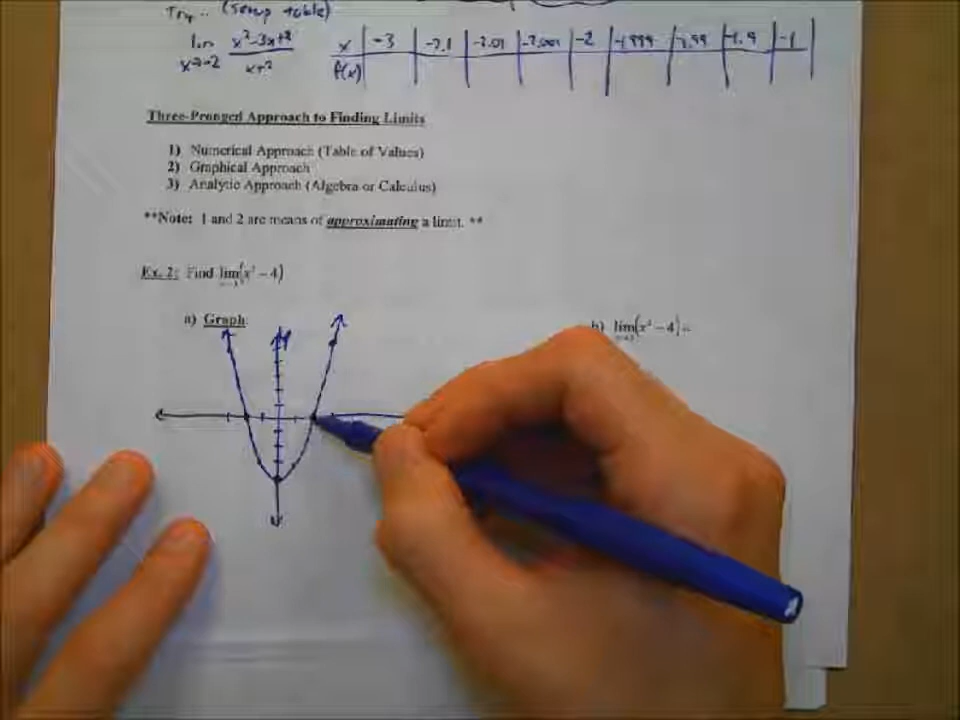 Try .. (setup table)
lim x²-3x+2
x→-2 x+2
x -3 -2.1 -2.01 -2.001 -2 -1.999 -1.99 -1.9 -1
f(x)
Three-Pronged Approach to Finding Limits
1) Numerical Approach (Table of Values)
2) Graphical Approach
3) Analytic Approach (Algebra or Calculus)
**Note: 1 and 2 are means of approximating a limit. **
Ex. 2: Find lim(x² – 4)
a) Graph b) lim(x² – 4) =
y